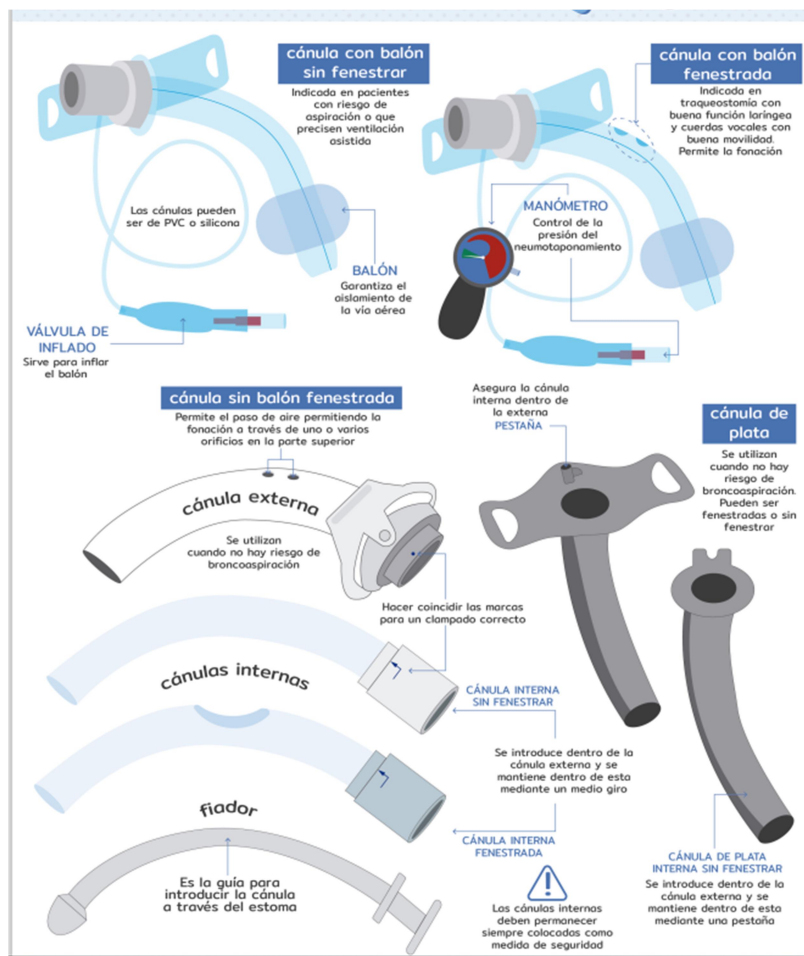 cánula con balón
sin fenestrar
Indicada en pacientes
con riesgo de
aspiración o que
precisen ventilación
asistida
cánula con balón
fenestrada
Indicada en
traqueostomía con
buena función laríngea
y cuerdas vocales con
buena movilidad.
Permite la fonación
Las cánulas pueden
ser de PVC o silicona
BALÓN
Garantiza el
aislamiento de
la vía aérea
MANÓMETRO
Control de la
presión del
neumotaponamiento
VÁLVULA DE
INFLADO
Sirve para inflar
el balón
cánula sin balón fenestrada
Permite el paso de aire permitiendo la
fonación a través de uno o varios
orificios en la parte superior
cánula externa
Se utilizan
cuando no hay riesgo de
broncoaspiración
Asegura la cánula
interna dentro de
la externa
PESTAÑA
cánula de
plata
Se utilizan
cuando no hay
riesgo de
broncoaspiración.
Pueden ser
fenestradas o sin
fenestrar
Hacer coincidir las marcas
para un clampado correcto
cánulas internas
CÁNULA INTERNA
SIN FENESTRAR
Se introduce dentro de la
cánula externa y se
mantiene dentro de esta
mediante un medio giro
CÁNULA INTERNA
FENESTRADA
fiador
Es la guía para
introducir la cánula
a través del estoma
Las cánulas internas
deben permanecer
siempre colocadas como
medida de seguridad
CÁNULA DE PLATA
INTERNA SIN FENESTRAR
Se introduce dentro de la
cánula externa y se
mantiene dentro de esta
mediante una pestaña